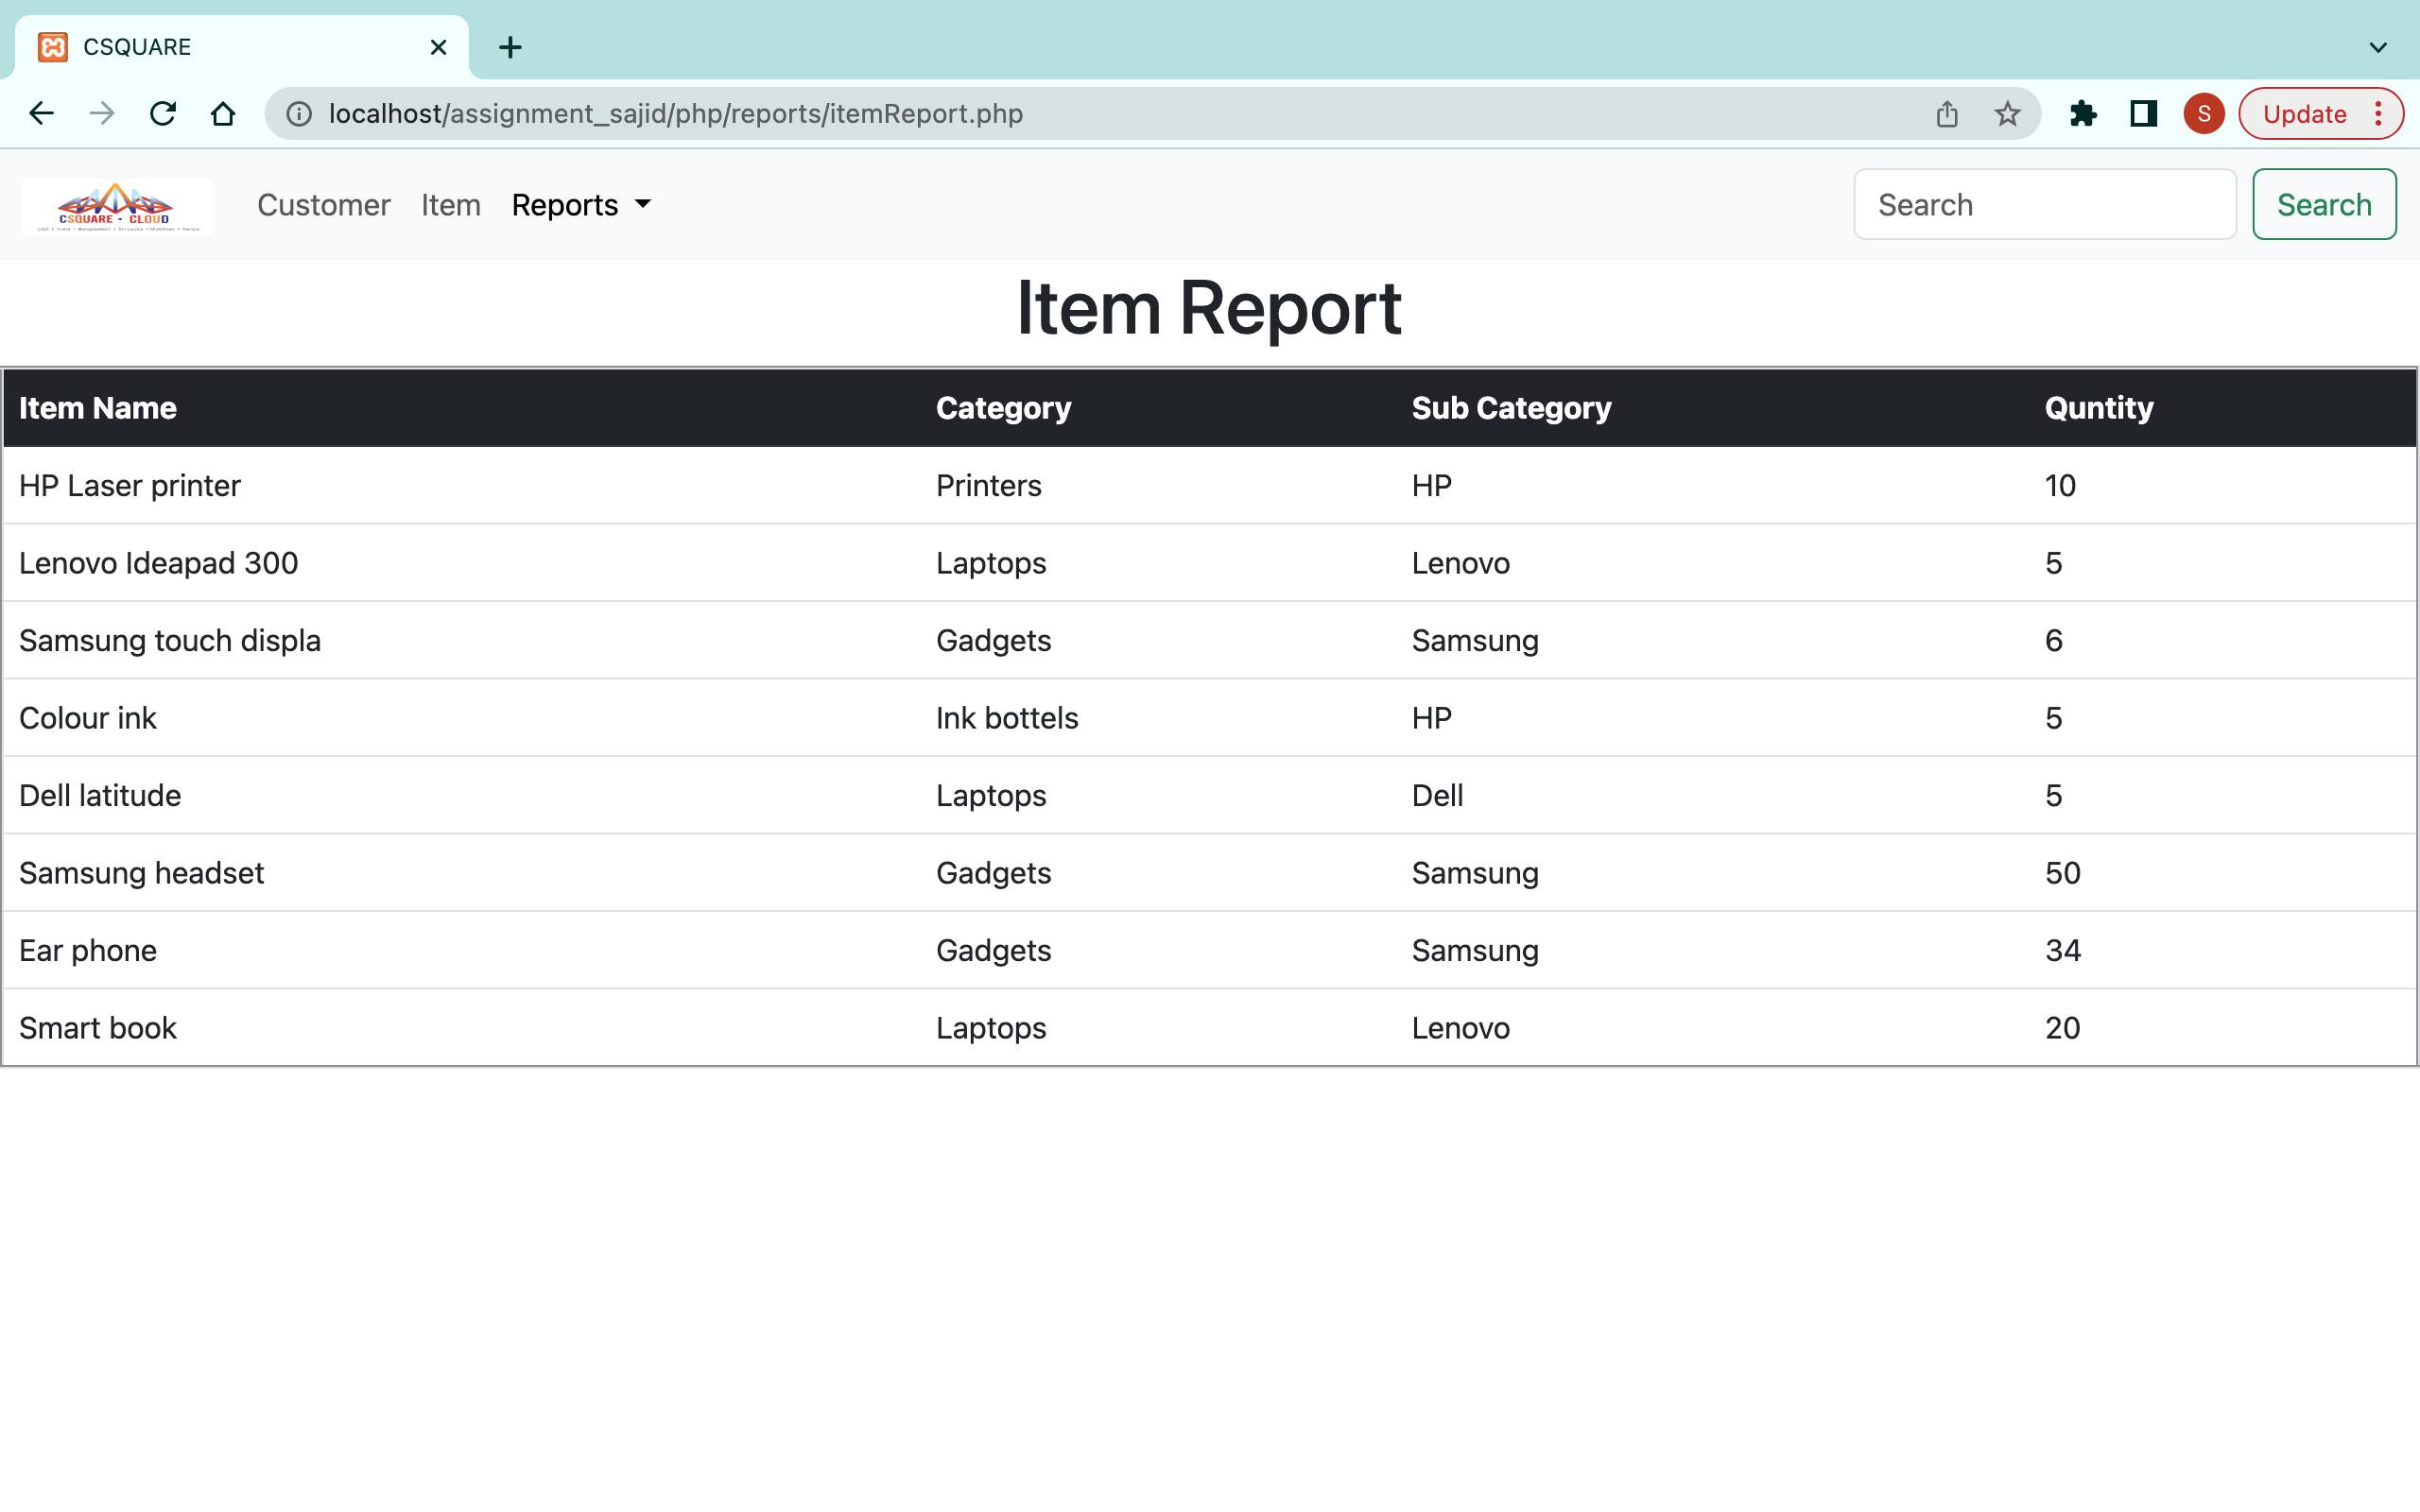 CSQUARE
localhost/assignment_sajid/php/reports/itemReport.php
S
Update
CSQUARE - CLOUD
Customer Item Reports
Search
Search
Item Report
Item Name Category Sub Category Quntity
HP Laser printer Printers HP 10
Lenovo Ideapad 300 Laptops Lenovo 5
Samsung touch displa Gadgets Samsung 6
Colour ink Ink bottels HP 5
Dell latitude Laptops Dell 5
Samsung headset Gadgets Samsung 50
Ear phone Gadgets Samsung 34
Smart book Laptops Lenovo 20